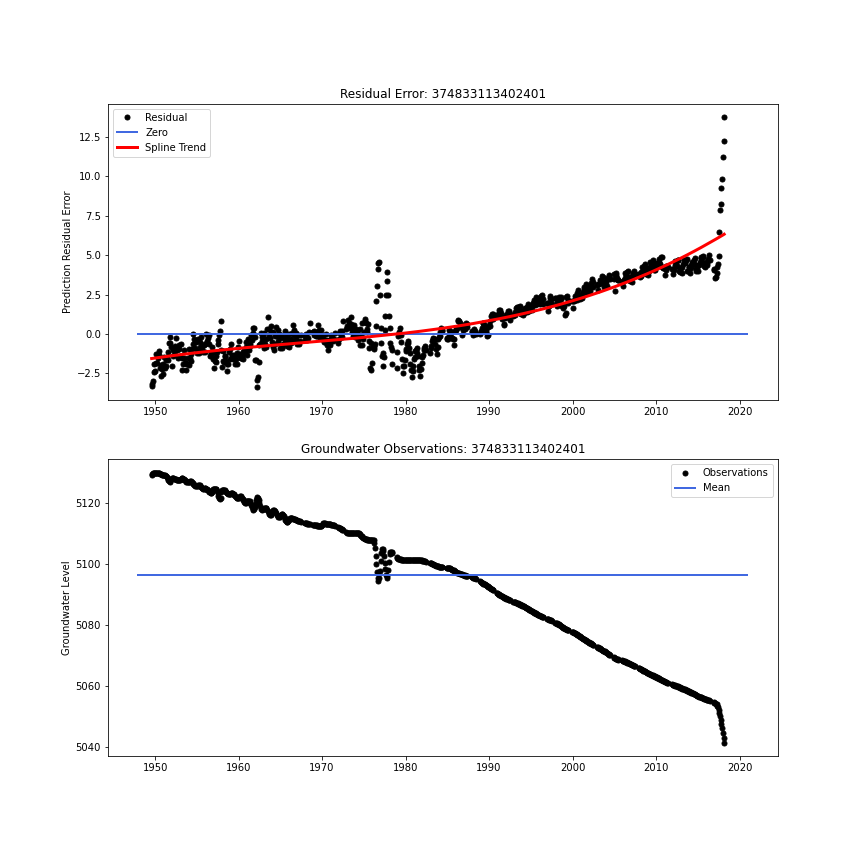 Residual Error: 374833113402401
Residual
Zero
Spline Trend
Prediction Residual Error
12.5
10.0
7.5
5.0
2.5
0.0
−2.5
1950 1960 1970 1980 1990 2000 2010 2020
Groundwater Observations: 374833113402401
Observations
Mean
Groundwater Level
5120
5100
5080
5060
5040
1950 1960 1970 1980 1990 2000 2010 2020